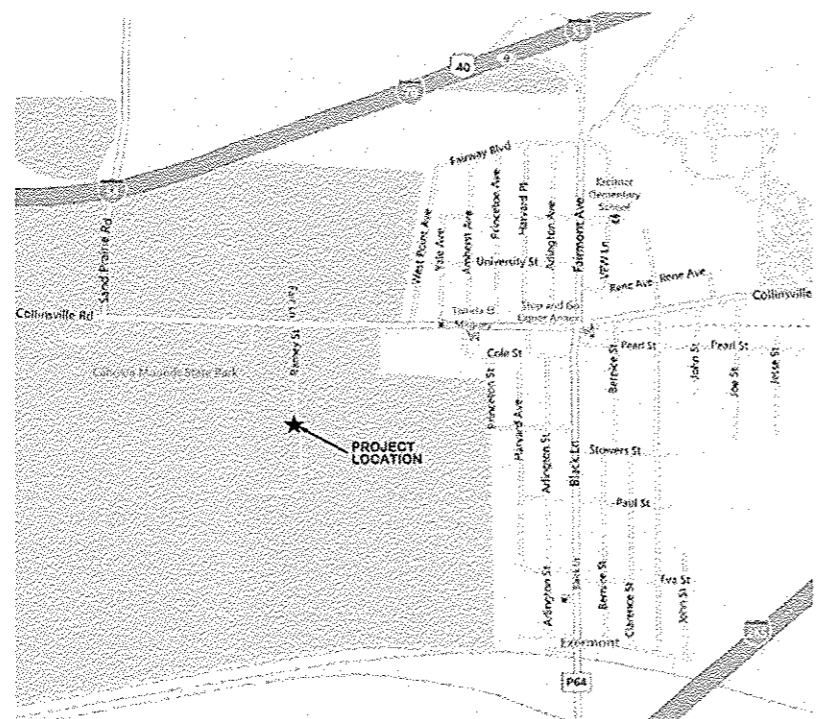 40
Fairway Blvd
Sand Prairie Rd
West Point Ave
Yale Ave
Amherst Ave
Princeton Ave
Harvard Pl
Arlington Ave
Fairmont Ave
Elementary
School
VFW Ln
University St
Rene Ave
Rene Ave
Collinsville
Collinsville Rd
Ramey St
Stop and Go
Cole St
Pearl St
Pearl St
Mounds State Park
Princeton St
Harvard Ave
Arlington St
Black Ln
Bernice St
John St
Joe St
Jesse St
PROJECT
LOCATION
Stowers St
Paul St
Arlington St
Black Ln
Bernice St
Clarence St
Eva St
John St
P64